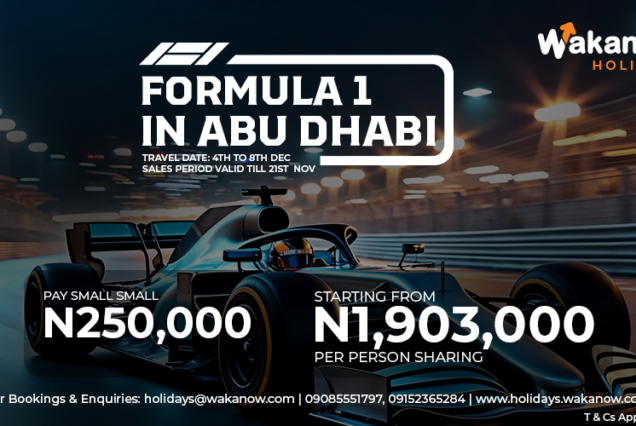 Wakan
HOLI
FORMULA 1
IN ABU DHABI
TRAVEL DATE: 4TH TO 8TH DEC
SALES PERIOD VALID TILL 21ST NOV
PAY SMALL SMALL
N250,000
STARTING FROM
N1,903,000
PER PERSON SHARING
r Bookings & Enquiries: holidays@wakanow.com | 09085551797, 09152365284 | www.holidays.wakanow.co
T & Cs App